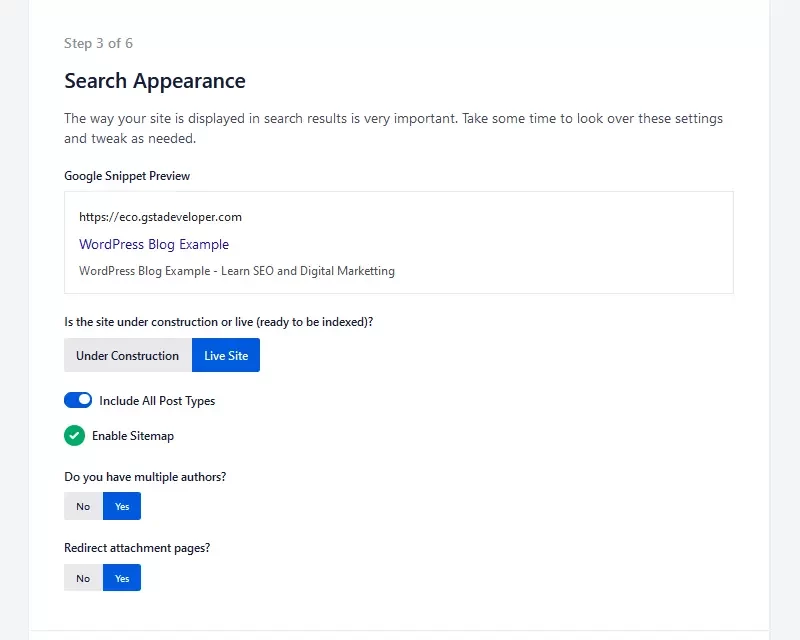 Step 3 of 6
Search Appearance
The way your site is displayed in search results is very important. Take some time to look over these settings
and tweak as needed.
Google Snippet Preview
https://eco.gstadeveloper.com
WordPress Blog Example
WordPress Blog Example - Learn SEO and Digital Marketting
Is the site under construction or live (ready to be indexed)?
Under Construction Live Site
Include All Post Types
Enable Sitemap
Do you have multiple authors?
No Yes
Redirect attachment pages?
No Yes